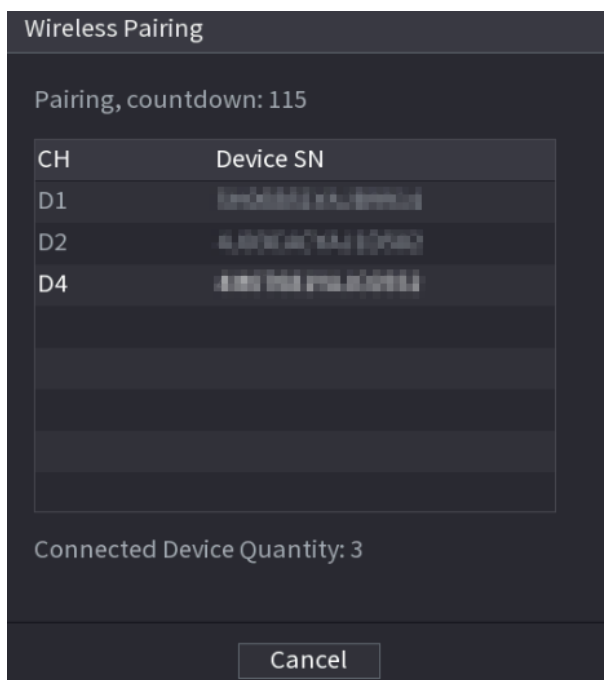 Wireless Pairing
Pairing, countdown: 115
CH Device SN
D1
D2
D4
Connected Device Quantity: 3
Cancel